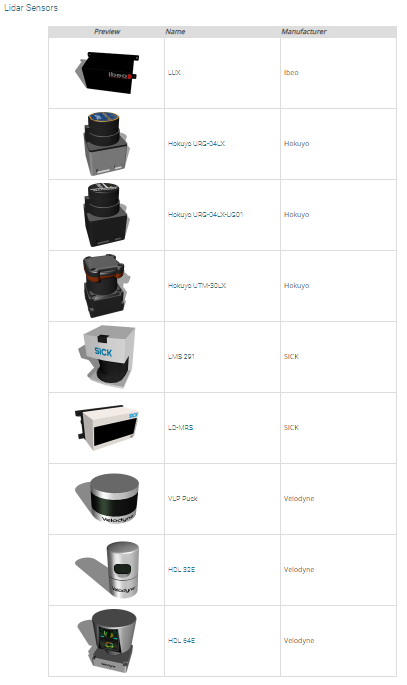 Lidar Sensors
Preview Name Manufacturer
ibeo LUX Ibeo
Hokuyo URG-04LX Hokuyo
Hokuyo URG-04LX-UG01 Hokuyo
Hokuyo UTM-30LX Hokuyo
SICK LMS 291 SICK
SICK LD-MRS SICK
Velodyne VLP Puck Velodyne
Velodyne HDL 32E Velodyne
Velodyne HDL 64E Velodyne